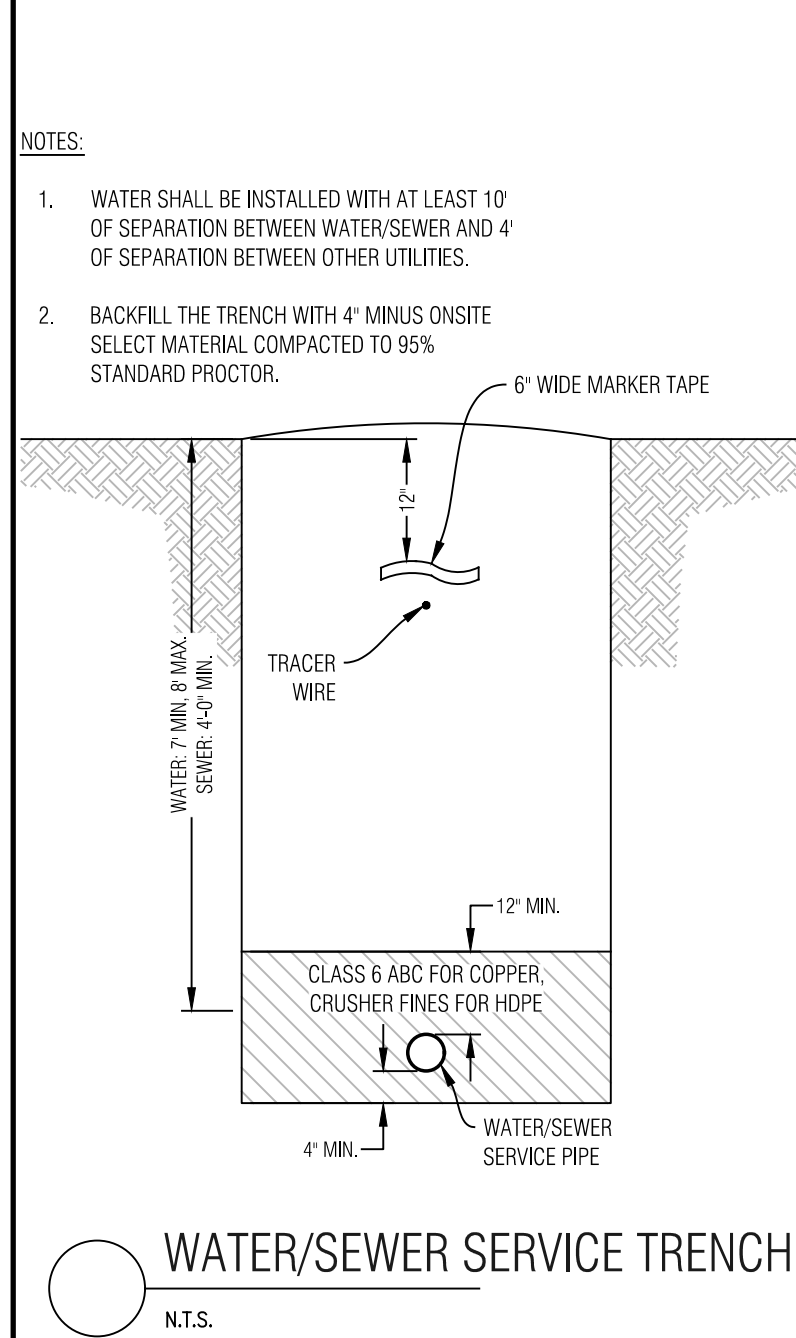 NOTES:
1. WATER SHALL BE INSTALLED WITH AT LEAST 10'
OF SEPARATION BETWEEN WATER/SEWER AND 4'
OF SEPARATION BETWEEN OTHER UTILITIES.
2. BACKFILL THE TRENCH WITH 4" MINUS ONSITE
SELECT MATERIAL COMPACTED TO 95%
STANDARD PROCTOR.
6" WIDE MARKER TAPE
12"
TRACER
WIRE
WATER: 7' MIN, 8' MAX.
SEWER: 4'-0" MIN.
12" MIN.
CLASS 6 ABC FOR COPPER,
CRUSHER FINES FOR HDPE
4" MIN.
WATER/SEWER
SERVICE PIPE
WATER/SEWER SERVICE TRENCH
N.T.S.